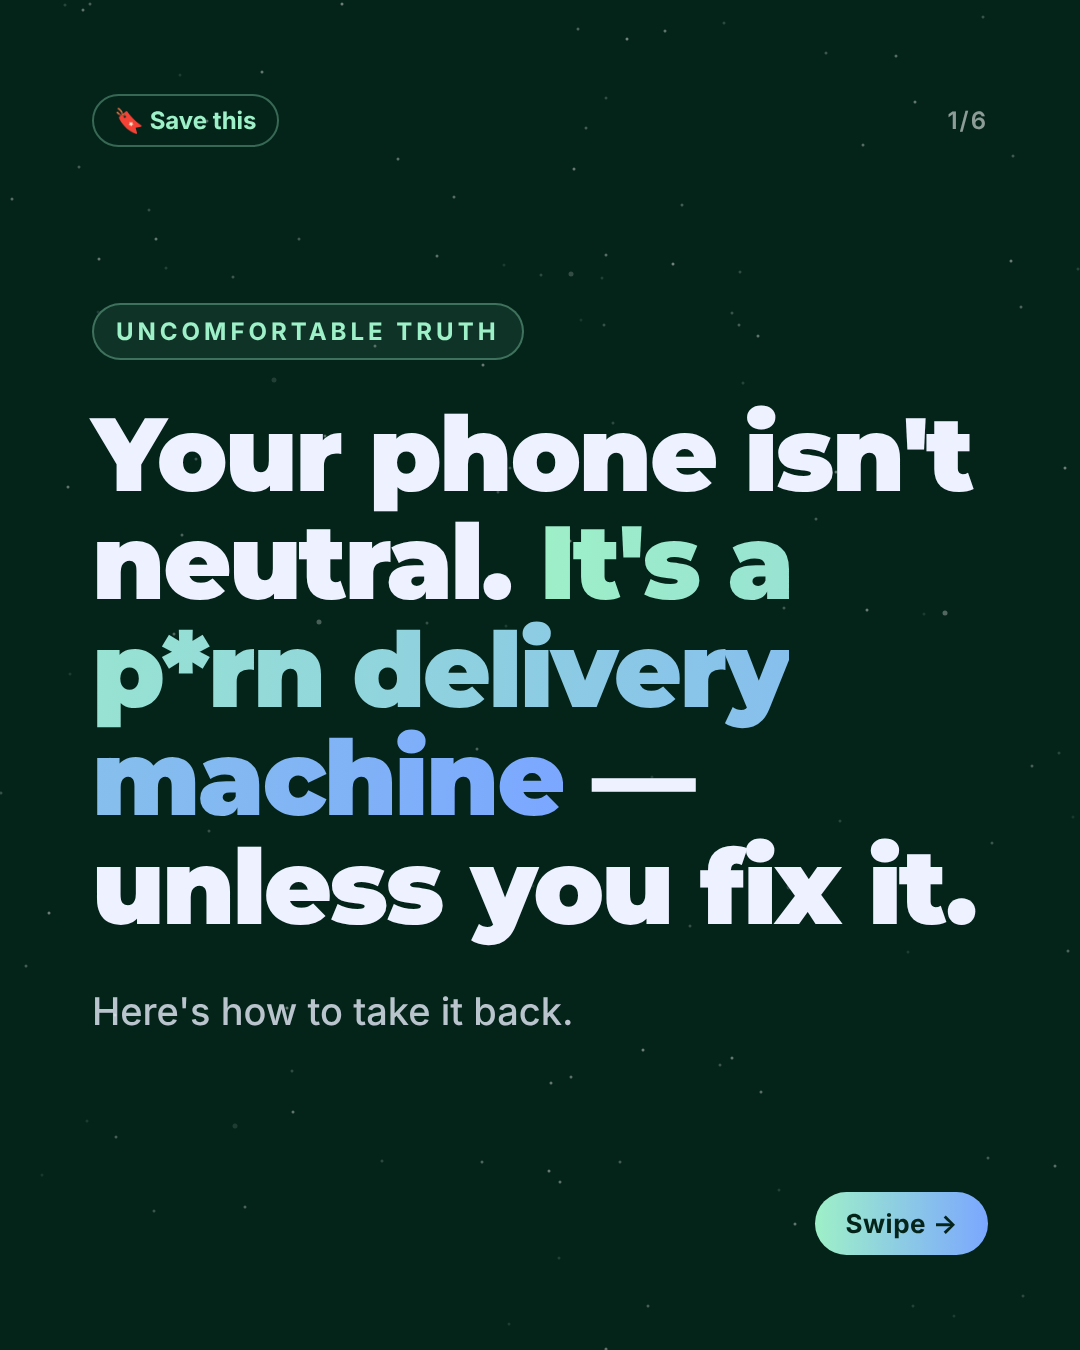 🔖 Save this
1/6
UNCOMFORTABLE TRUTH
Your phone isn't
neutral. It's a
p*rn delivery
machine —
unless you fix it.
Here's how to take it back.
Swipe →